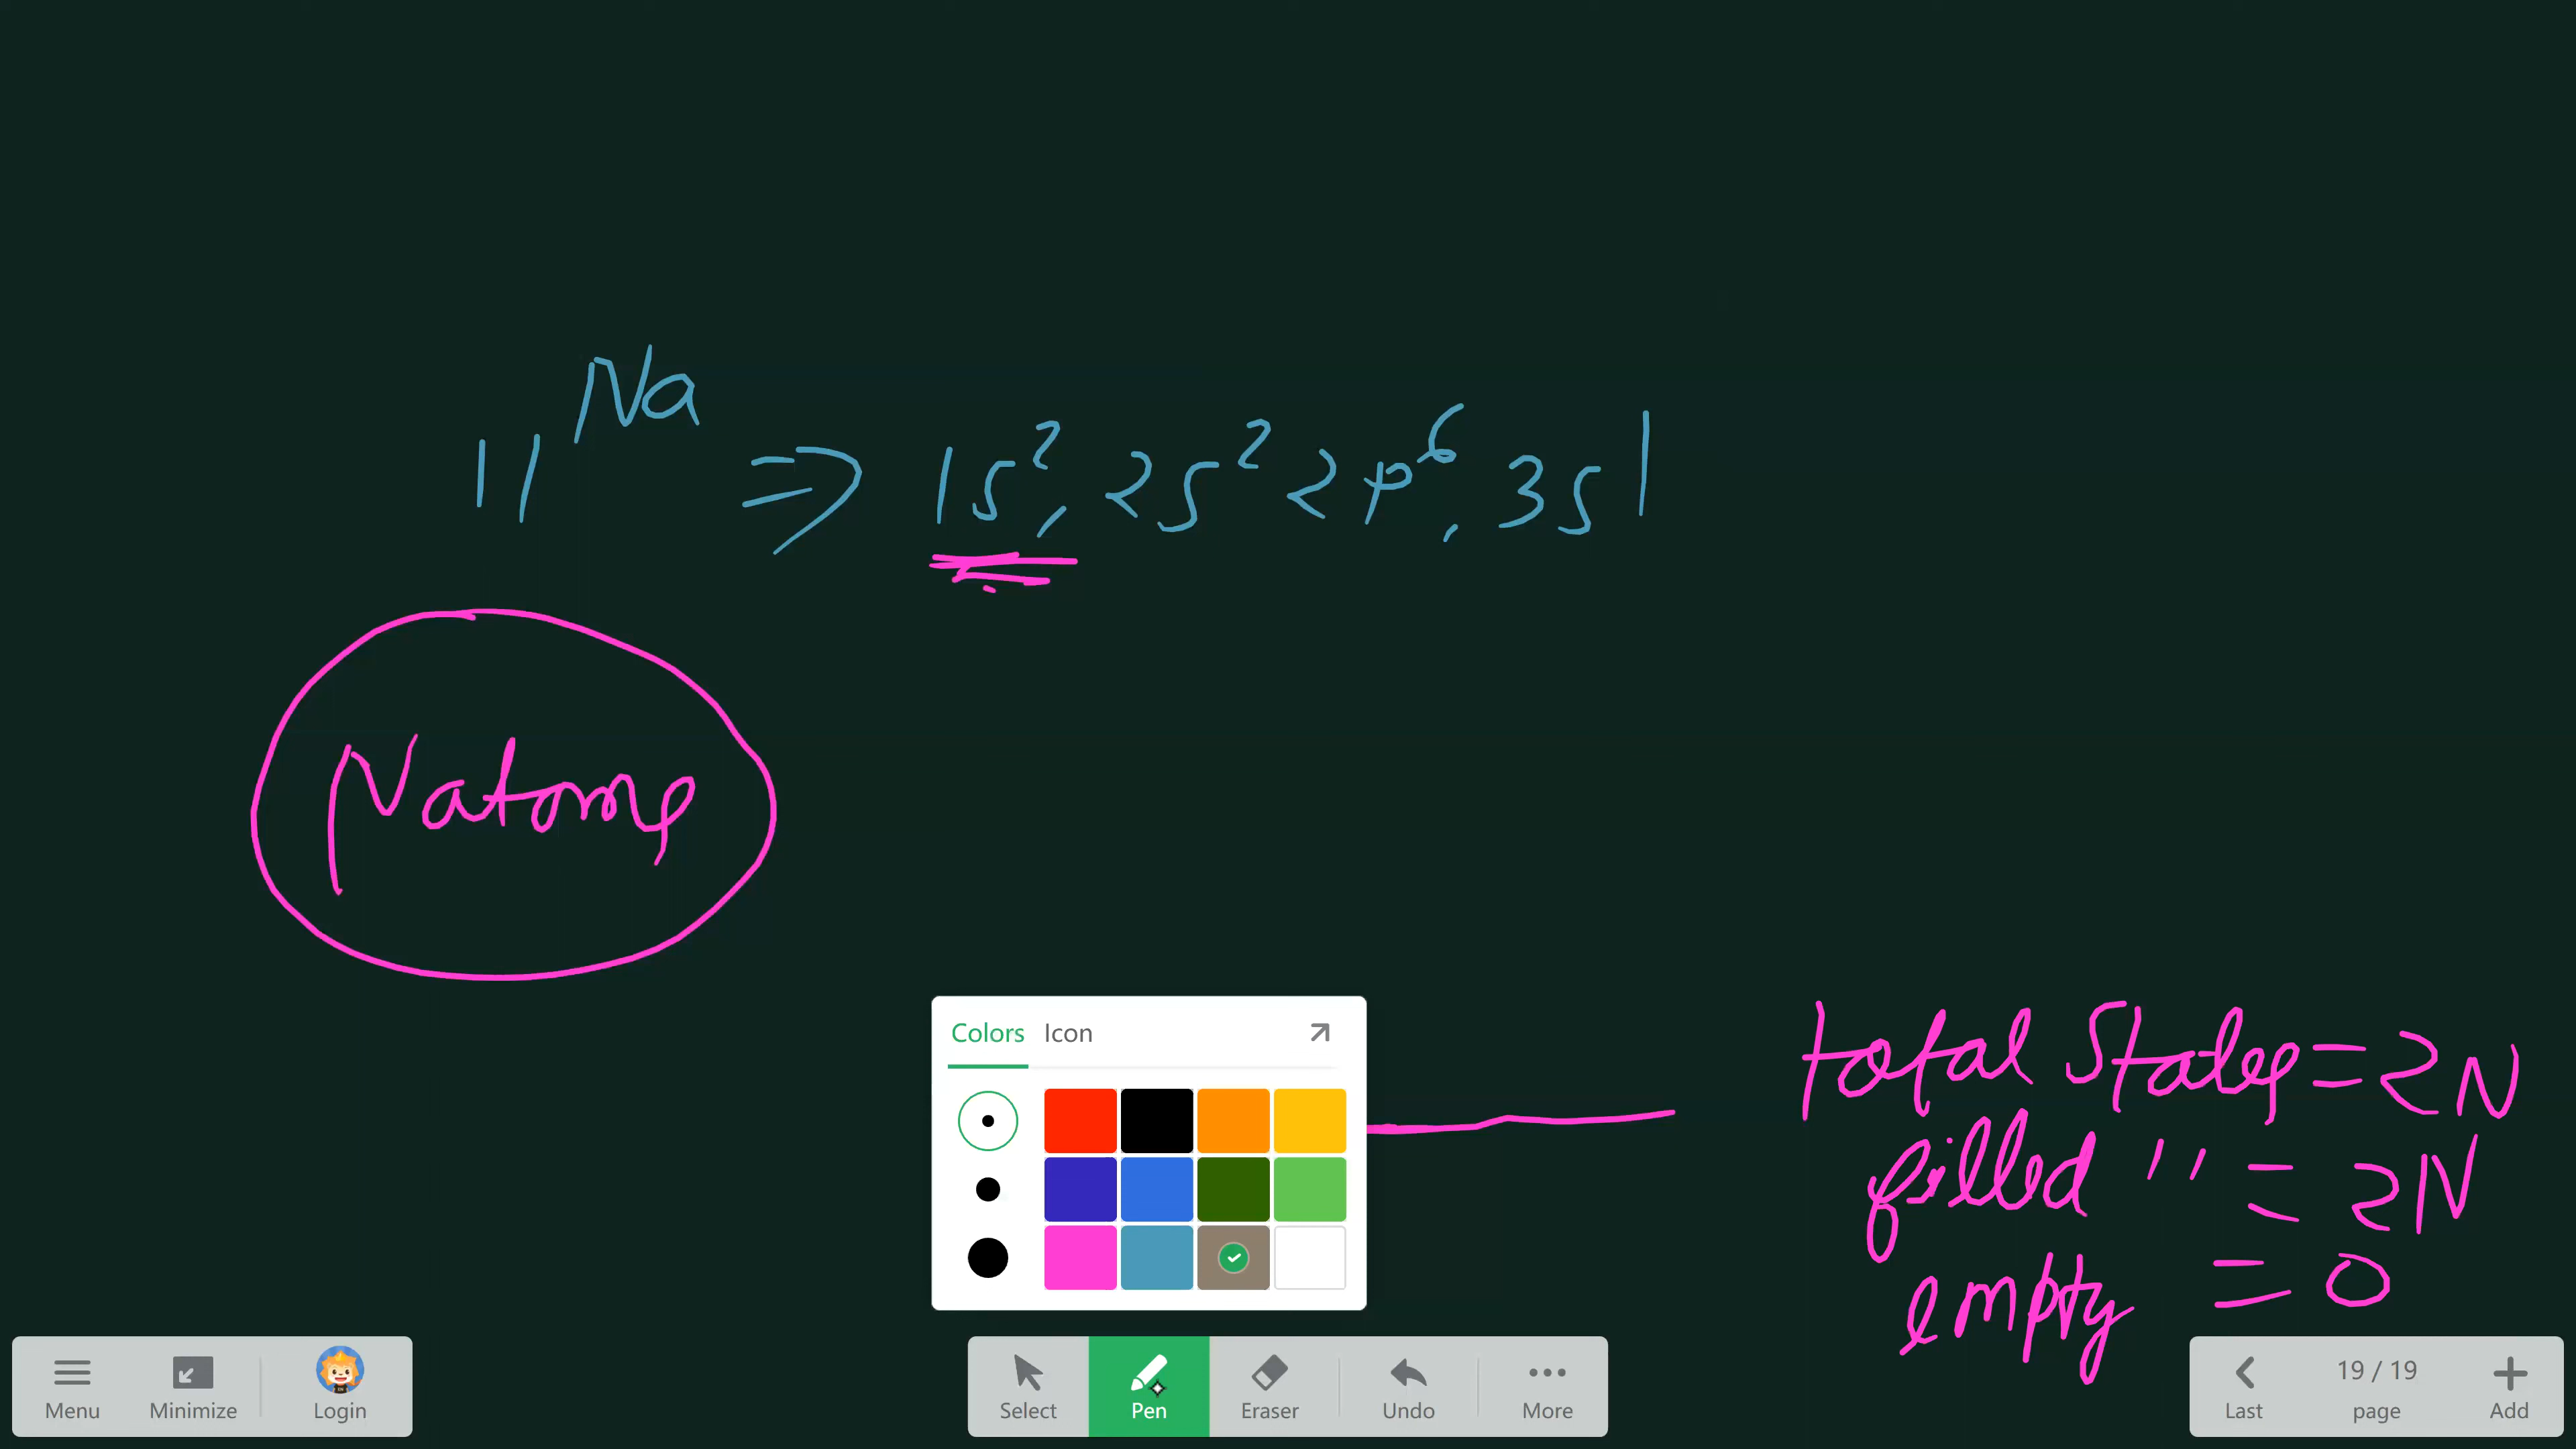 11 Na ⇒ 1s², 2s² 2p⁶, 3s1
N atoms
total states = 2N
filled " = 2N
empty = 0
Colors Icon
Menu Minimize Login
Select Pen Eraser Undo More
Last 19 / 19 page Add